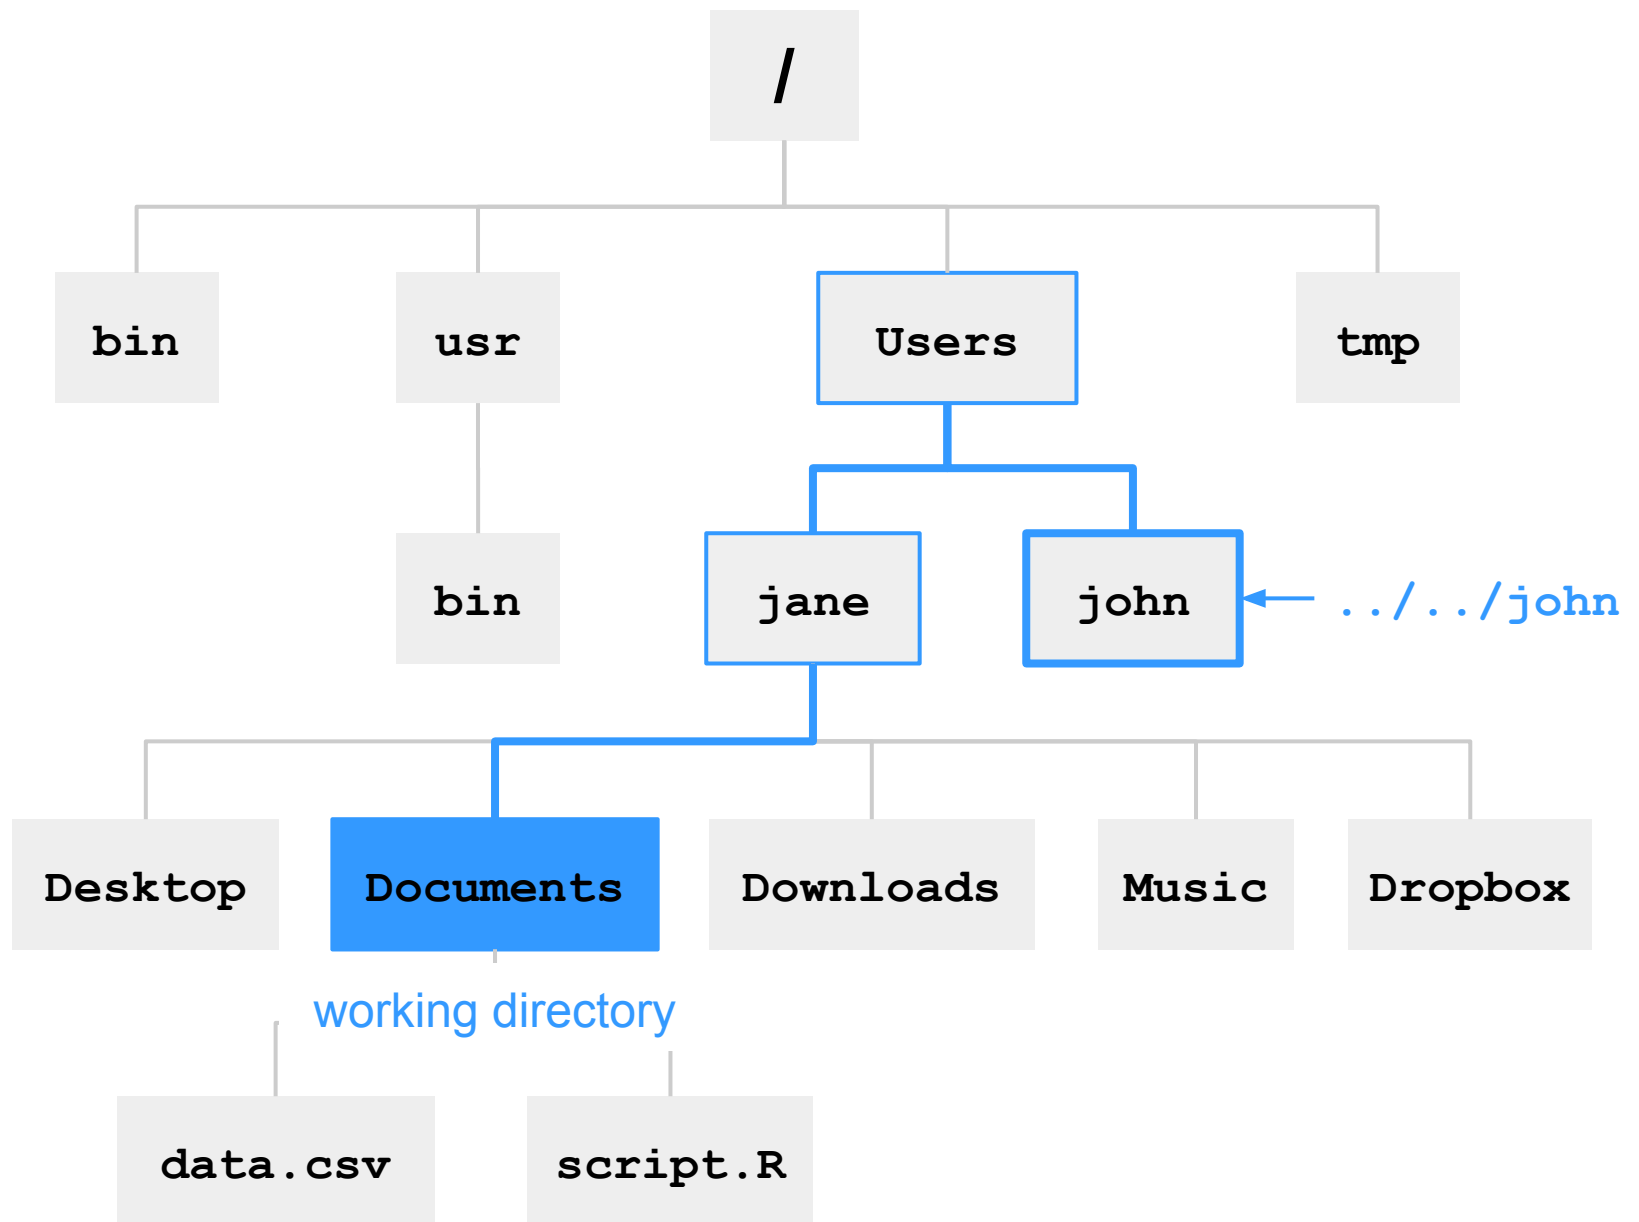 /
bin
usr
Users
tmp
bin
jane
john
../../john
Desktop
Documents
Downloads
Music
Dropbox
working directory
data.csv
script.R